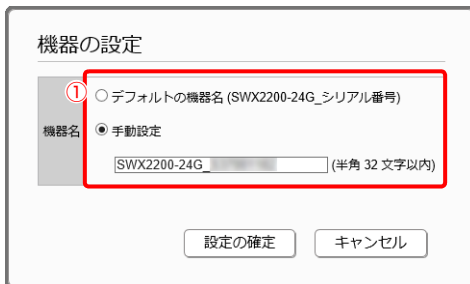 機器の設定
①
デフォルトの機器名 (SWX2200-24G_シリアル番号)
機器名
手動設定
SWX2200-24G_
(半角 32 文字以内)
設定の確定
キャンセル